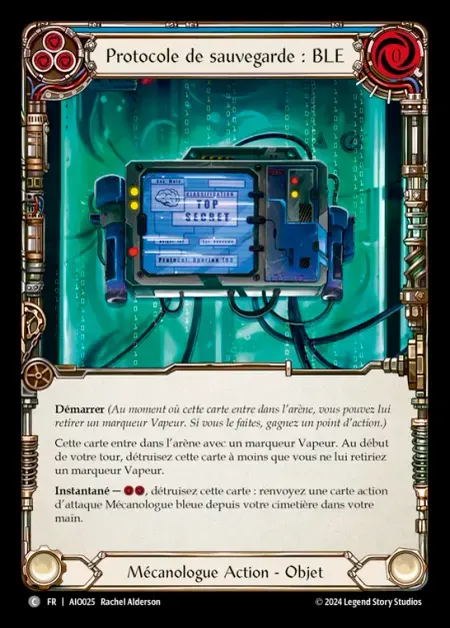 Protocole de sauvegarde : BLE
0
CLASSIFICATION
TOP
SECRET
Démarrer (Au moment où cette carte entre dans l'arène, vous pouvez lui
retirer un marqueur Vapeur. Si vous le faites, gagnez un point d'action.)
Cette carte entre dans l'arène avec un marqueur Vapeur. Au début
de votre tour, détruisez cette carte à moins que vous ne lui retiriez
un marqueur Vapeur.
Instantané — , détruisez cette carte : renvoyez une carte action
d'attaque Mécanologue bleue depuis votre cimetière dans votre
main.
Mécanologue Action - Objet
C FR | AIO025 Rachel Alderson © 2024 Legend Story Studios